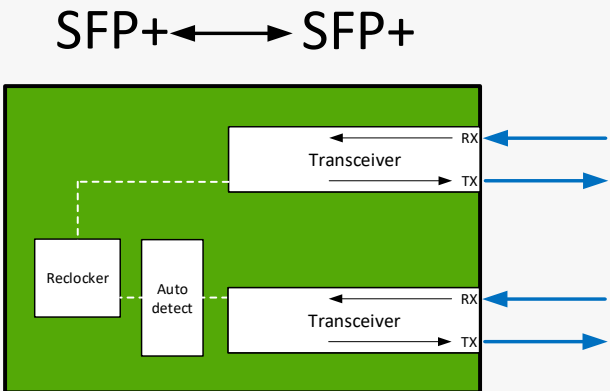 SFP+ SFP+
RX
Transceiver
TX
Reclocker
Auto
detect
RX
Transceiver
TX